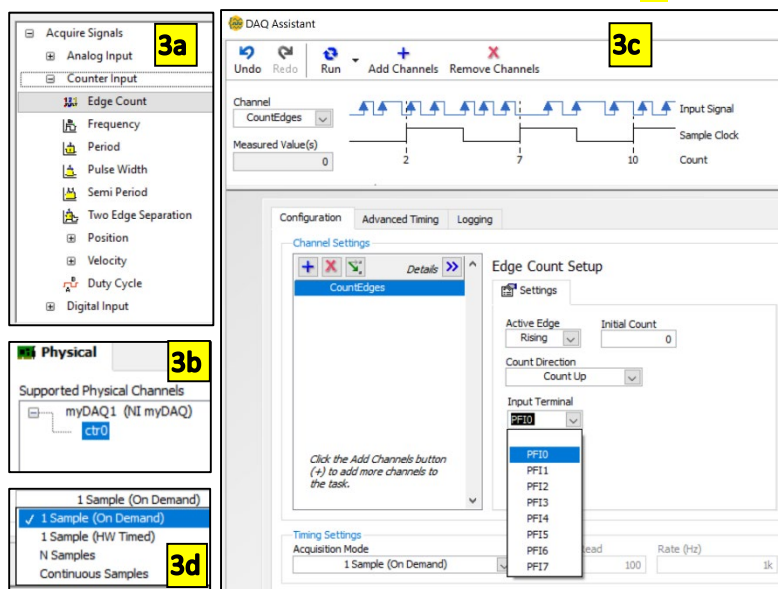 Acquire Signals
3a
Analog Input
Counter Input
Edge Count
Frequency
Period
Pulse Width
Semi Period
Two Edge Separation
Position
Velocity
Duty Cycle
Digital Input
Physical
3b
Supported Physical Channels
myDAQ1 (NI myDAQ)
ctr0
1 Sample (On Demand)
1 Sample (On Demand)
1 Sample (HW Timed)
N Samples
Continuous Samples
3d
DAQ Assistant
3c
Undo Redo Run Add Channels Remove Channels
Channel
CountEdges
Measured Value(s)
0
Input Signal
Sample Clock
2 7 10 Count
Configuration Advanced Timing Logging
Channel Settings
Details
CountEdges
Click the Add Channels button
(+) to add more channels to
the task.
Edge Count Setup
Settings
Active Edge Initial Count
Rising 0
Count Direction
Count Up
Input Terminal
PFI0
PFI0
PFI1
PFI2
PFI3
PFI4
PFI5
PFI6
PFI7
Timing Settings
Acquisition Mode Rate (Hz)
1 Sample (On Demand) 100 1k